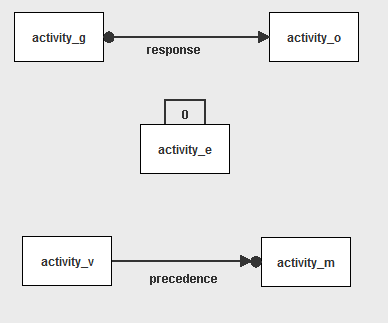 activity_g
activity_o
response
0
activity_e
activity_v
activity_m
precedence